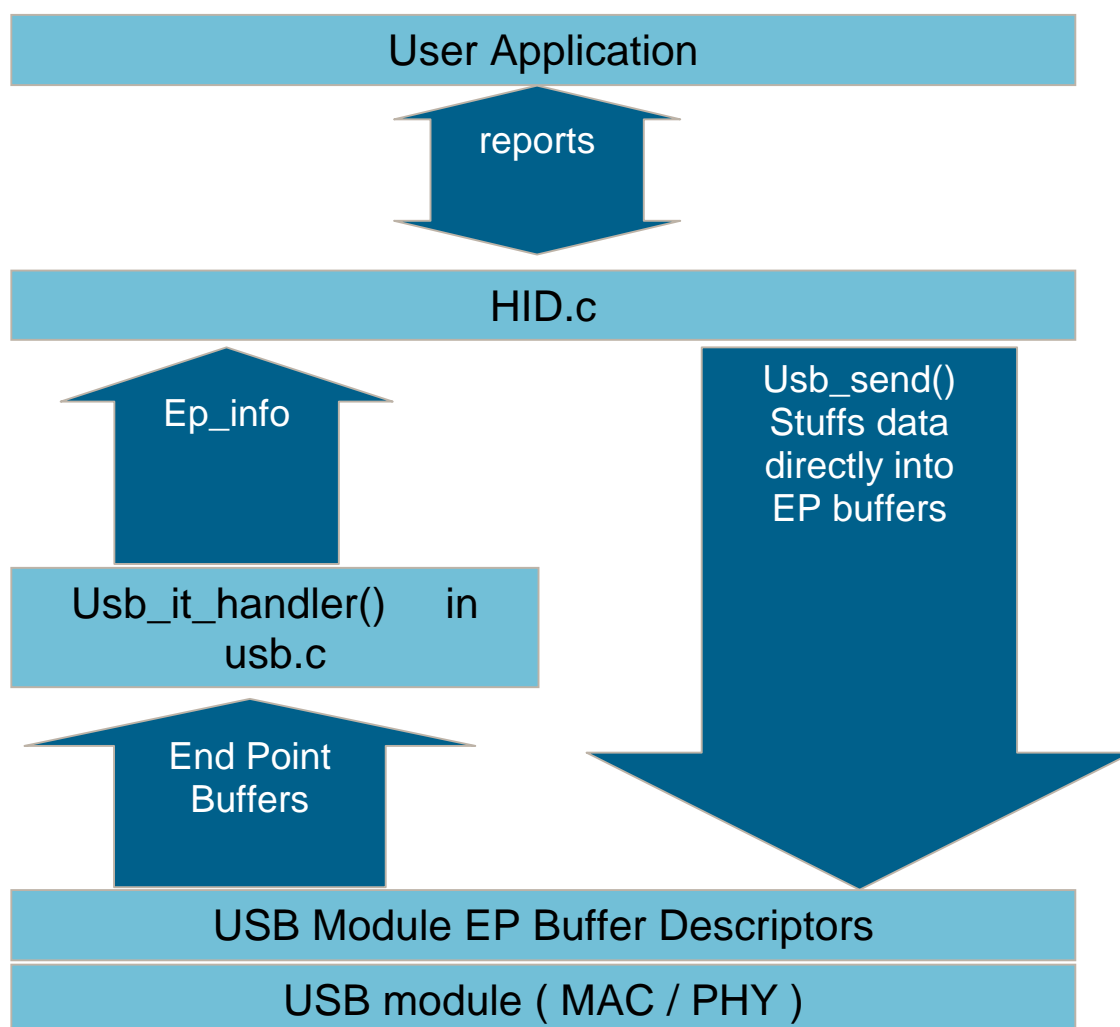 User Application
reports
HID.c
Ep_info
Usb_send()
Stuffs data
directly into
EP buffers
Usb_it_handler() in
usb.c
End Point
Buffers
USB Module EP Buffer Descriptors
USB module ( MAC / PHY )